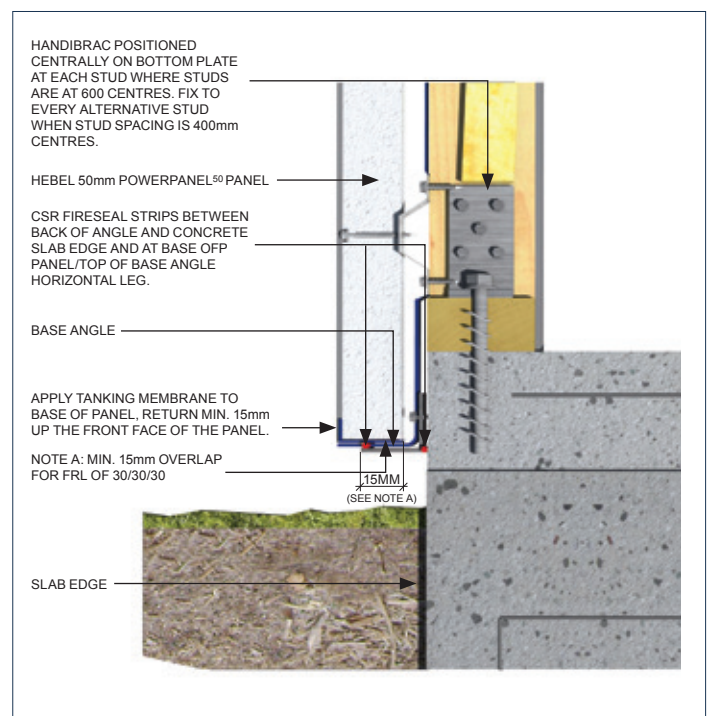 HANDIBRAC POSITIONED
CENTRALLY ON BOTTOM PLATE
AT EACH STUD WHERE STUDS
ARE AT 600 CENTRES. FIX TO
EVERY ALTERNATIVE STUD
WHEN STUD SPACING IS 400mm
CENTRES.
HEBEL 50mm POWERPANEL⁵⁰ PANEL
CSR FIRESEAL STRIPS BETWEEN
BACK OF ANGLE AND CONCRETE
SLAB EDGE AND AT BASE OFP
PANEL/TOP OF BASE ANGLE
HORIZONTAL LEG.
BASE ANGLE
APPLY TANKING MEMBRANE TO
BASE OF PANEL, RETURN MIN. 15mm
UP THE FRONT FACE OF THE PANEL.
NOTE A: MIN. 15mm OVERLAP
FOR FRL OF 30/30/30
15MM
(SEE NOTE A)
SLAB EDGE